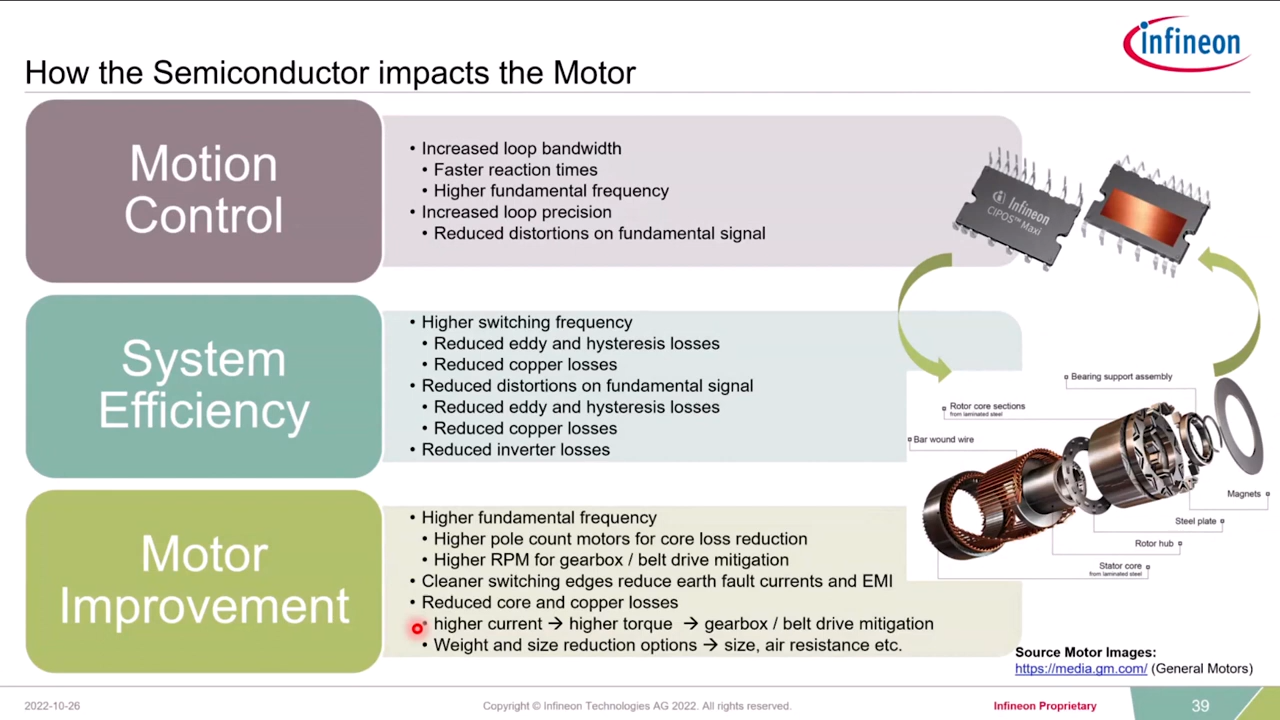 infineon
How the Semiconductor impacts the Motor
Motion
Control
• Increased loop bandwidth
• Faster reaction times
• Higher fundamental frequency
• Increased loop precision
• Reduced distortions on fundamental signal
Infineon
CIPOS™ Maxi
System
Efficiency
• Higher switching frequency
• Reduced eddy and hysteresis losses
• Reduced copper losses
• Reduced distortions on fundamental signal
• Reduced eddy and hysteresis losses
• Reduced copper losses
• Reduced inverter losses
Bearing support assembly
Rotor core sections
from laminated steel
Bar wound wire
Magnets
Steel plate
Rotor hub
Stator core
from laminated steel
Motor
Improvement
• Higher fundamental frequency
• Higher pole count motors for core loss reduction
• Higher RPM for gearbox / belt drive mitigation
• Cleaner switching edges reduce earth fault currents and EMI
• Reduced core and copper losses
• higher current → higher torque → gearbox / belt drive mitigation
• Weight and size reduction options → size, air resistance etc.
Source Motor Images:
https://media.gm.com/ (General Motors)
2022-10-26
Copyright © Infineon Technologies AG 2022. All rights reserved.
Infineon Proprietary
39